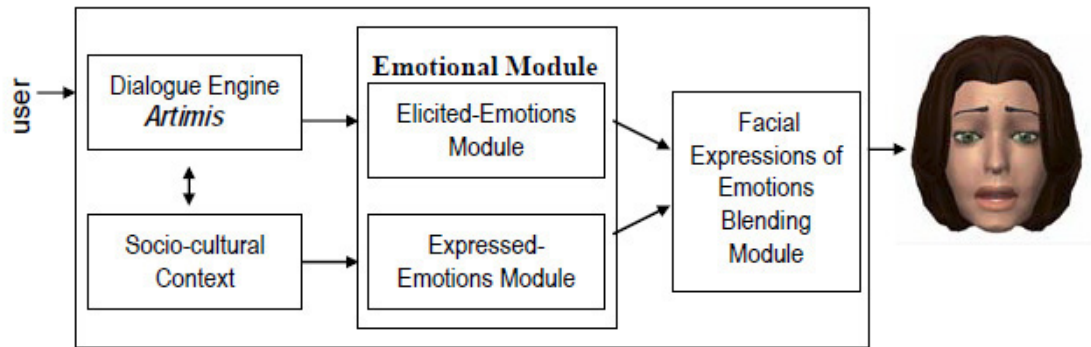 user
Dialogue Engine
Artimis
Socio-cultural
Context
Emotional Module
Elicited-Emotions
Module
Expressed-
Emotions Module
Facial
Expressions of
Emotions
Blending
Module